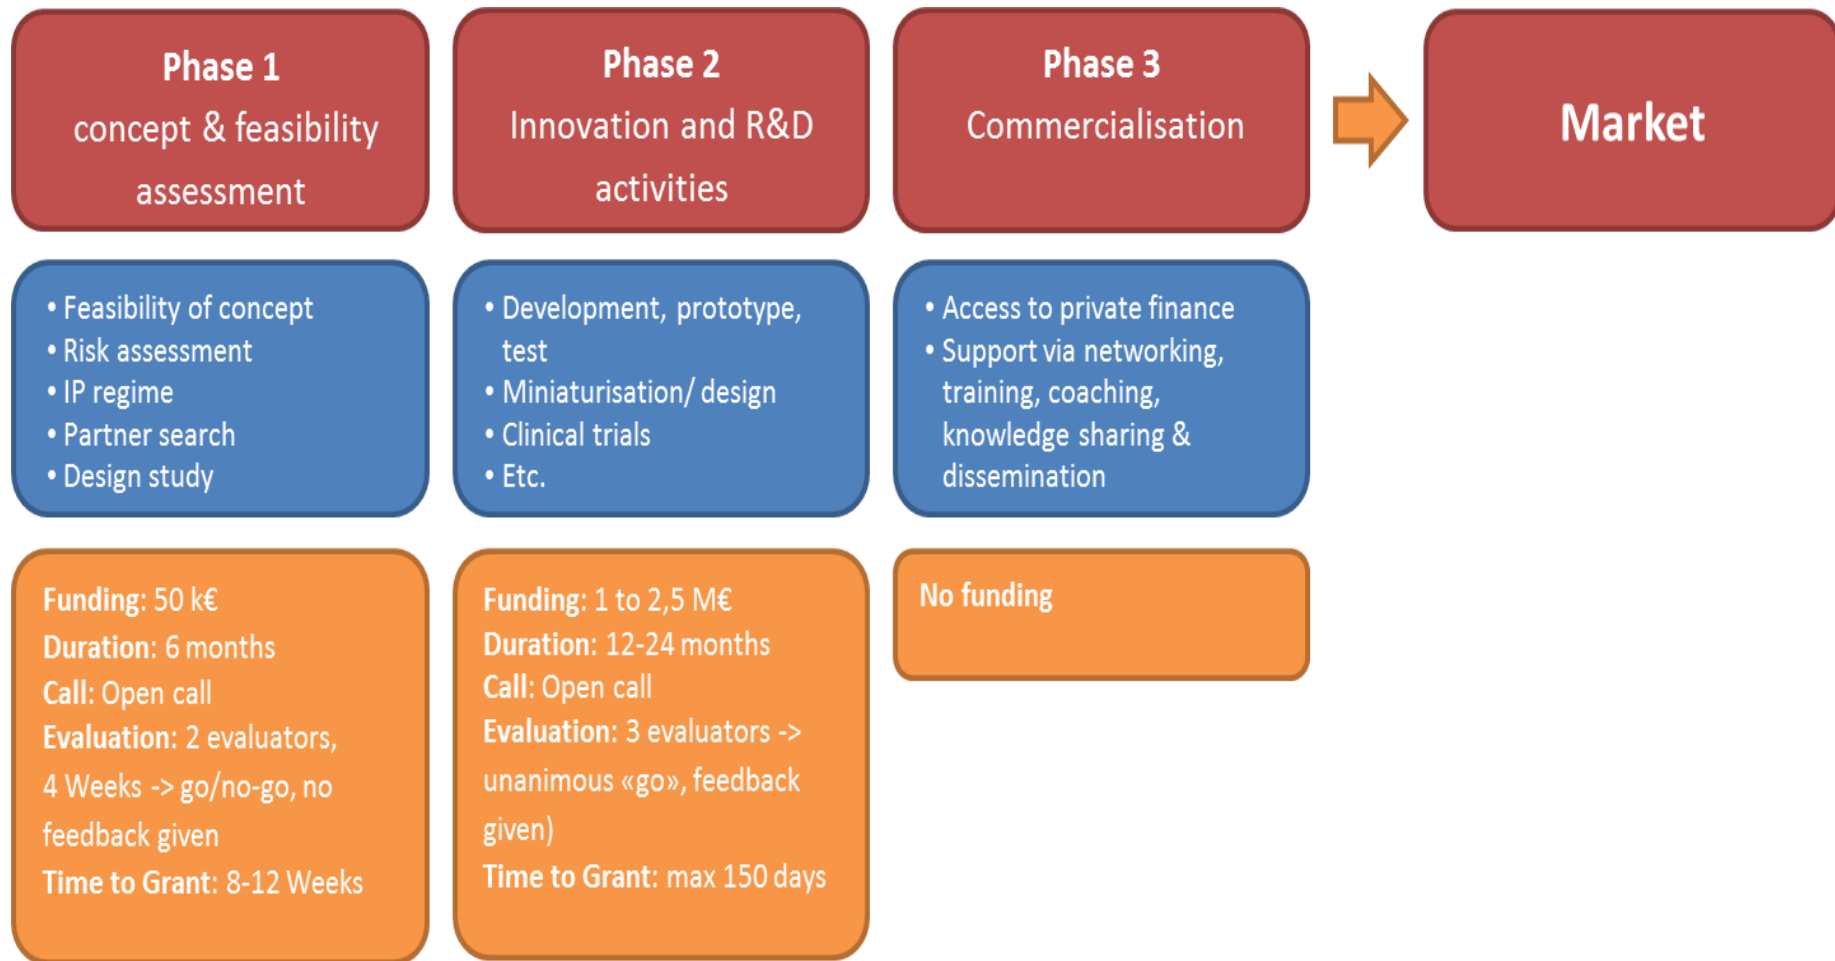 Phase 1
concept & feasibility
assessment
Phase 2
Innovation and R&D
activities
Phase 3
Commercialisation
Market
• Feasibility of concept
• Risk assessment
• IP regime
• Partner search
• Design study
• Development, prototype,
test
• Miniaturisation/ design
• Clinical trials
• Etc.
• Access to private finance
• Support via networking,
training, coaching,
knowledge sharing &
dissemination
Funding: 50 k€
Duration: 6 months
Call: Open call
Evaluation: 2 evaluators,
4 Weeks -> go/no-go, no
feedback given
Time to Grant: 8-12 Weeks
Funding: 1 to 2,5 M€
Duration: 12-24 months
Call: Open call
Evaluation: 3 evaluators ->
unanimous «go», feedback
given)
Time to Grant: max 150 days
No funding